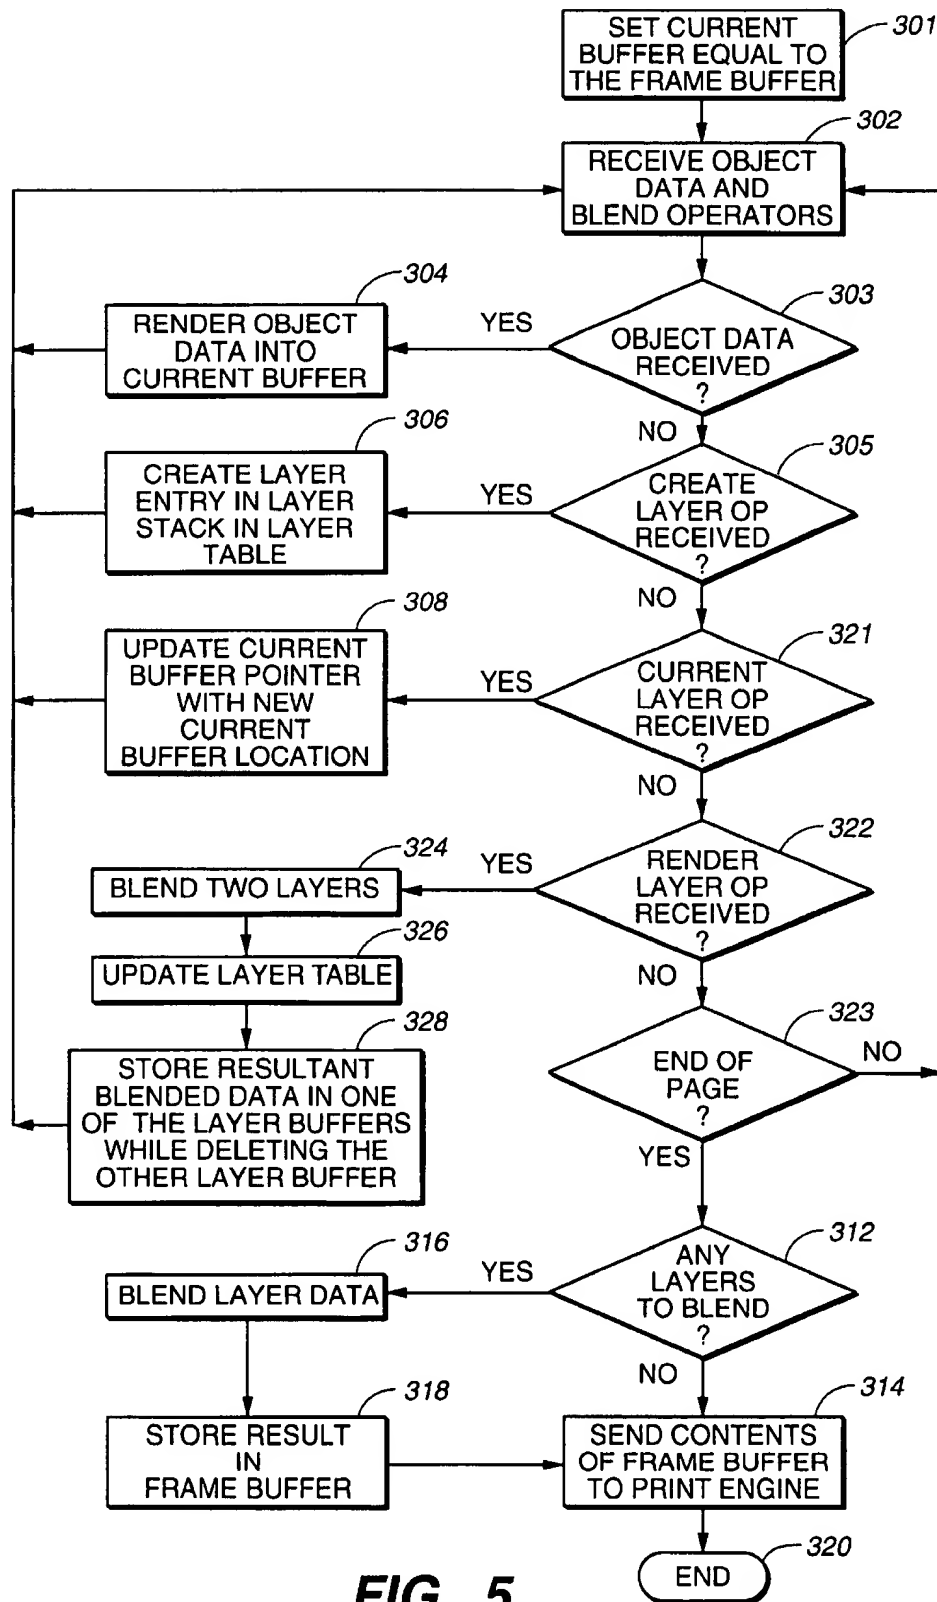 SET CURRENT
BUFFER EQUAL TO
THE FRAME BUFFER
301
302
RECEIVE OBJECT
DATA AND
BLEND OPERATORS
304
RENDER OBJECT
DATA INTO
CURRENT BUFFER
YES
303
OBJECT DATA
RECEIVED
?
NO
306
CREATE LAYER
ENTRY IN LAYER
STACK IN LAYER
TABLE
YES
305
CREATE
LAYER OP
RECEIVED
?
NO
308
UPDATE CURRENT
BUFFER POINTER
WITH NEW
CURRENT
BUFFER LOCATION
YES
321
CURRENT
LAYER OP
RECEIVED
?
NO
324
BLEND TWO LAYERS
YES
322
RENDER
LAYER OP
RECEIVED
?
NO
326
UPDATE LAYER TABLE
328
STORE RESULTANT
BLENDED DATA IN ONE
OF THE LAYER BUFFERS
WHILE DELETING THE
OTHER LAYER BUFFER
323
END OF
PAGE
?
NO
YES
316
BLEND LAYER DATA
YES
312
ANY
LAYERS
TO BLEND
?
NO
318
STORE RESULT
IN
FRAME BUFFER
314
SEND CONTENTS
OF FRAME BUFFER
TO PRINT ENGINE
320
END
FIG._5